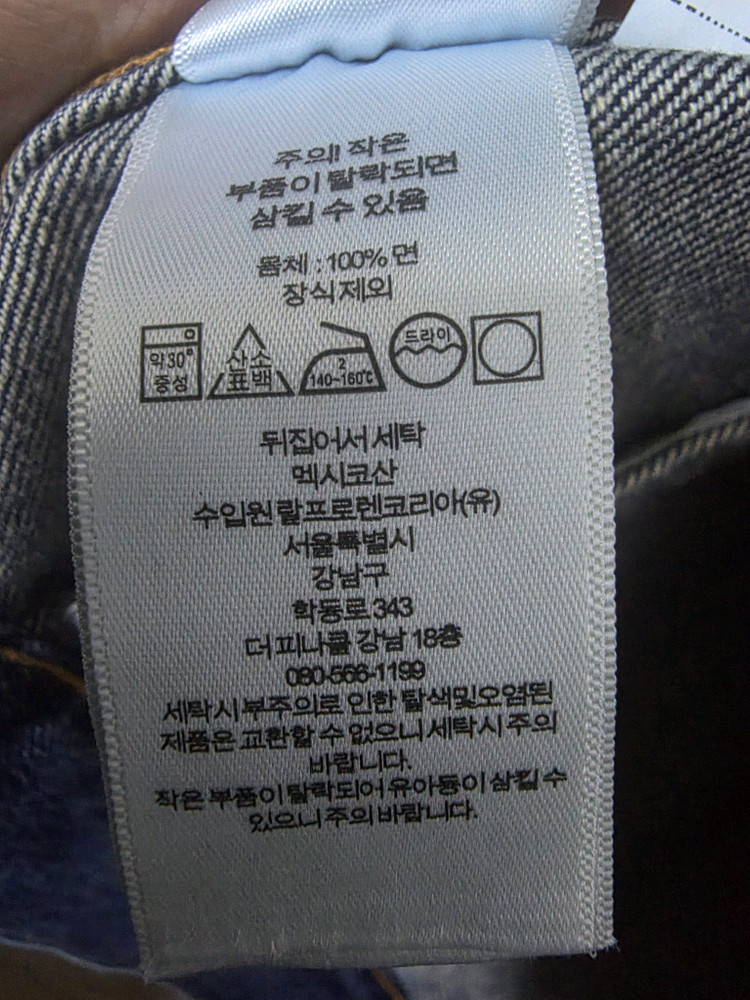 주의! 작은
부품이 탈락되면
삼킬 수 있음
몸체 : 100% 면
장식제외
약30°
중성
산소
표백
2
140~160℃
드라이
뒤집어서 세탁
멕시코산
수입원 랄프로렌코리아(유)
서울특별시
강남구
학동로 343
더 피나클 강남 18층
080-566-1199
세탁시 부주의로 인한 탈색및오염된
제품은 교환할 수 없으니 세탁시 주의
바랍니다.
작은 부품이 탈락되어 유아등이 삼킬 수
있으니 주의 바랍니다.